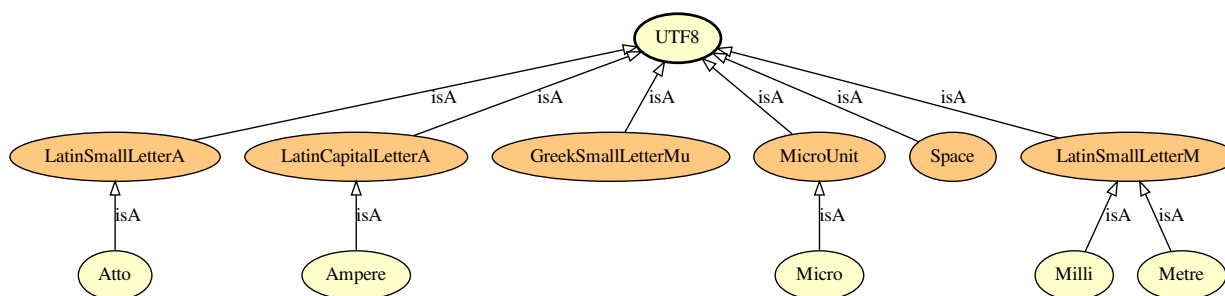 UTF8
isA isA isA isA isA isA
LatinSmallLetterA LatinCapitalLetterA GreekSmallLetterMu MicroUnit Space LatinSmallLetterM
isA isA isA isA isA
Atto Ampere Micro Milli Metre